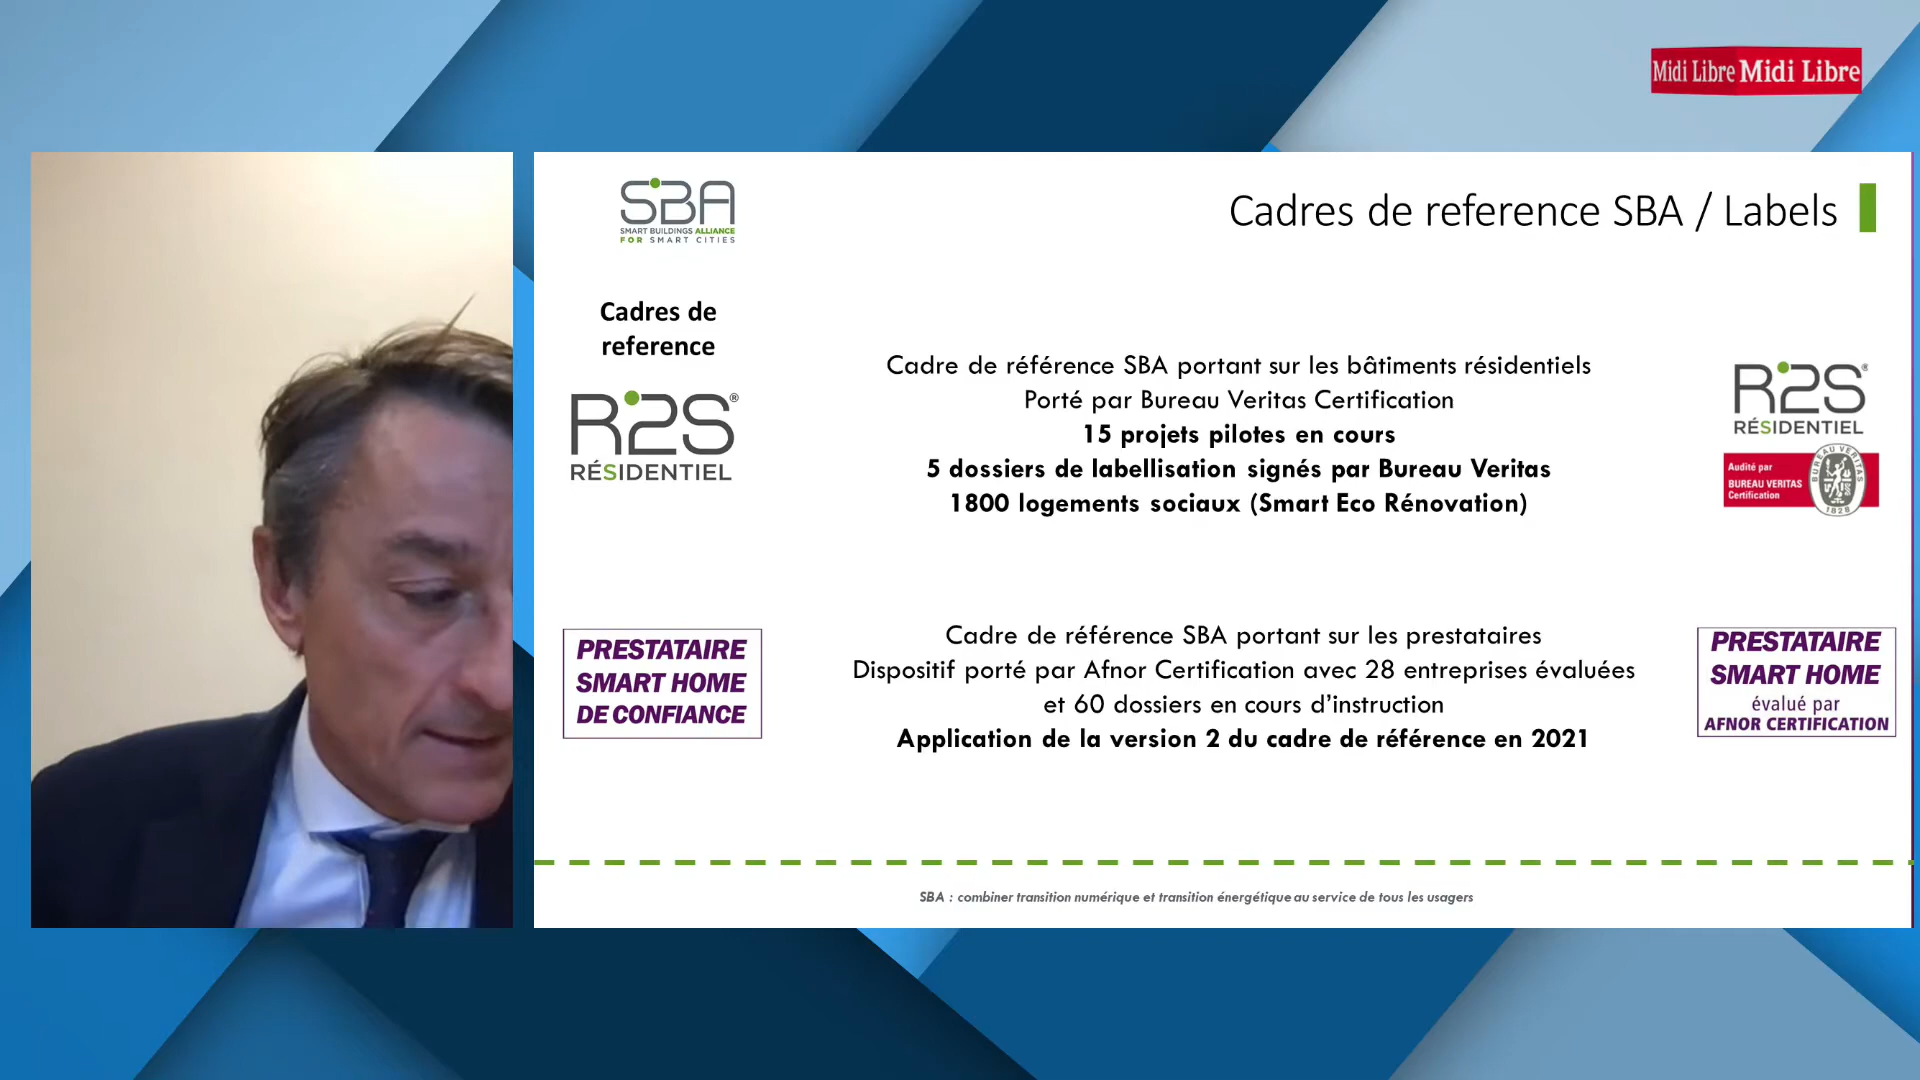 Midi Libre Midi Libre
SBA
SMART BUILDINGS ALLIANCE
FOR SMART CITIES
Cadres de reference SBA / Labels
Cadres de
reference
R2S®
RÉSIDENTIEL
Cadre de référence SBA portant sur les bâtiments résidentiels
Porté par Bureau Veritas Certification
15 projets pilotes en cours
5 dossiers de labellisation signés par Bureau Veritas
1800 logements sociaux (Smart Eco Rénovation)
R2S®
RÉSIDENTIEL
Audité par
BUREAU VERITAS
Certification
BUREAU VERITAS
1828
PRESTATAIRE
SMART HOME
DE CONFIANCE
Cadre de référence SBA portant sur les prestataires
Dispositif porté par Afnor Certification avec 28 entreprises évaluées
et 60 dossiers en cours d’instruction
Application de la version 2 du cadre de référence en 2021
PRESTATAIRE
SMART HOME
évalué par
AFNOR CERTIFICATION
SBA : combiner transition numérique et transition énergétique au service de tous les usagers